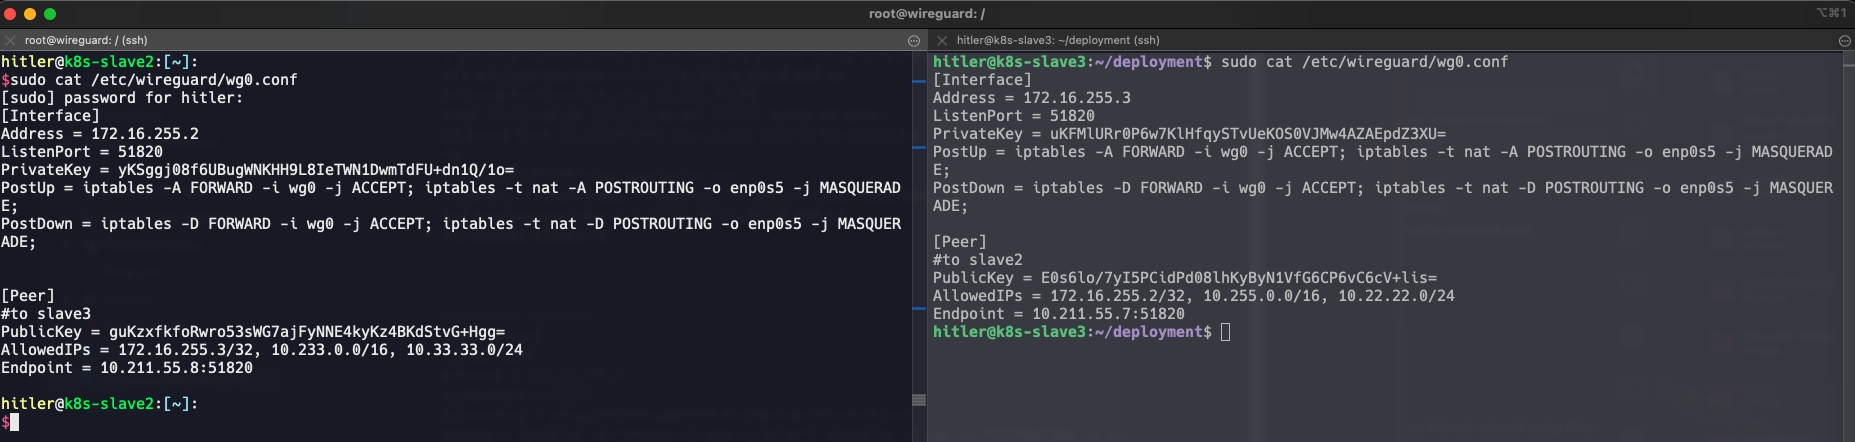 root@wireguard: /
⌥⌘1
root@wireguard: / (ssh)
hitler@k8s-slave2:[~]:
$sudo cat /etc/wireguard/wg0.conf
[sudo] password for hitler:
[Interface]
Address = 172.16.255.2
ListenPort = 51820
PrivateKey = yKSggj08f6UBugWNKHH9L8IeTWN1DwmTdFU+dn1Q/1o=
PostUp = iptables -A FORWARD -i wg0 -j ACCEPT; iptables -t nat -A POSTROUTING -o enp0s5 -j MASQUERAD
E;
PostDown = iptables -D FORWARD -i wg0 -j ACCEPT; iptables -t nat -D POSTROUTING -o enp0s5 -j MASQUER
ADE;
[Peer]
#to slave3
PublicKey = guKzxfkfoRwro53sWG7ajFyNNE4kyKz4BKdStvG+Hgg=
AllowedIPs = 172.16.255.3/32, 10.233.0.0/16, 10.33.33.0/24
Endpoint = 10.211.55.8:51820
hitler@k8s-slave2:[~]:
$
hitler@k8s-slave3: ~/deployment (ssh)
hitler@k8s-slave3:~/deployment$ sudo cat /etc/wireguard/wg0.conf
[Interface]
Address = 172.16.255.3
ListenPort = 51820
PrivateKey = uKFMlURr0P6w7KlHfqySTvUeKOS0VJMw4AZAEpdZ3XU=
PostUp = iptables -A FORWARD -i wg0 -j ACCEPT; iptables -t nat -A POSTROUTING -o enp0s5 -j MASQUERAD
E;
PostDown = iptables -D FORWARD -i wg0 -j ACCEPT; iptables -t nat -D POSTROUTING -o enp0s5 -j MASQUER
ADE;
[Peer]
#to slave2
PublicKey = E0s6lo/7yI5PCidPd08lhKyByN1VfG6CP6vC6cV+lis=
AllowedIPs = 172.16.255.2/32, 10.255.0.0/16, 10.22.22.0/24
Endpoint = 10.211.55.7:51820
hitler@k8s-slave3:~/deployment$